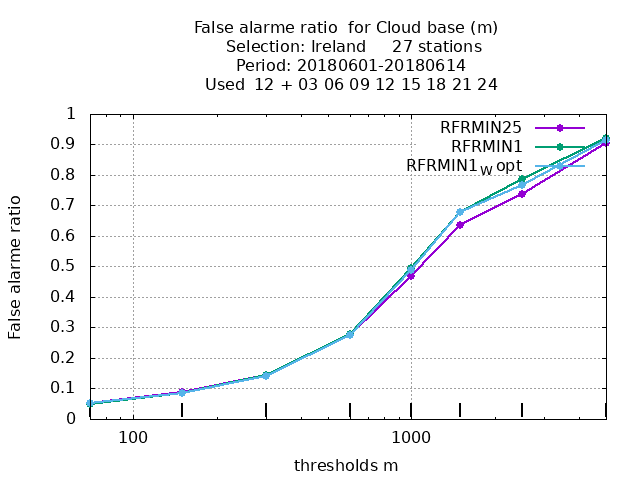 False alarme ratio  for Cloud base (m)
Selection: Ireland     27 stations
Period: 20180601-20180614
Used  12 + 03 06 09 12 15 18 21 24
RFRMIN25
RFRMIN1
RFRMIN1W opt
1
0.9
0.8
0.7
0.6
0.5
0.4
0.3
0.2
0.1
0
False alarme ratio
100
1000
thresholds m